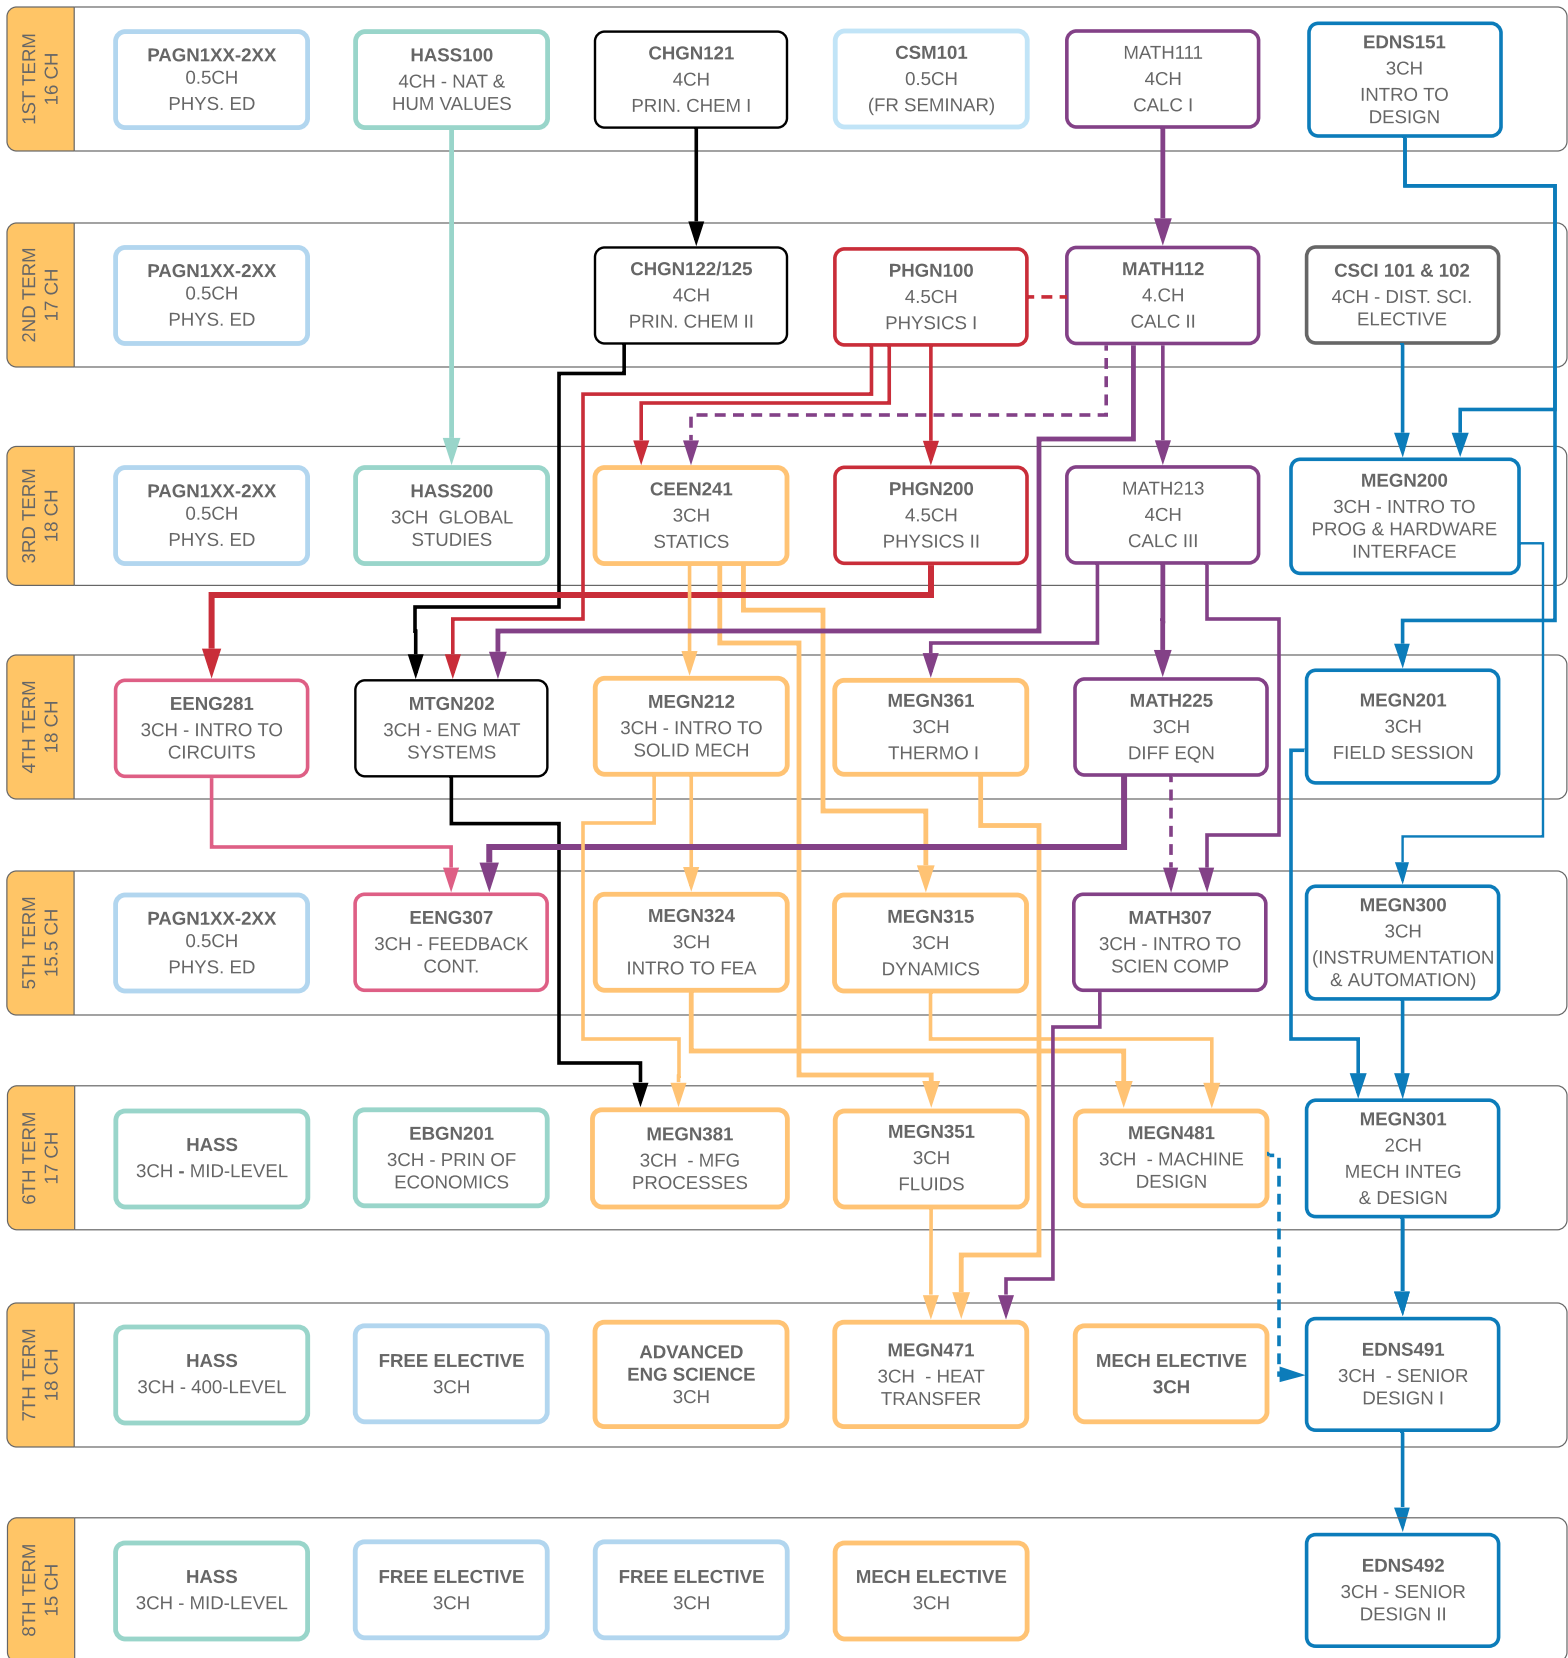 1ST TERM
16 CH
PAGN1XX-2XX
0.5CH
PHYS. ED
HASS100
4CH - NAT &
HUM VALUES
CHGN121
4CH
PRIN. CHEM I
CSM101
0.5CH
(FR SEMINAR)
MATH111
4CH
CALC I
EDNS151
3CH
INTRO TO
DESIGN
2ND TERM
17 CH
PAGN1XX-2XX
0.5CH
PHYS. ED
CHGN122/125
4CH
PRIN. CHEM II
PHGN100
4.5CH
PHYSICS I
MATH112
4.CH
CALC II
CSCI 101 & 102
4CH - DIST. SCI.
ELECTIVE
3RD TERM
18 CH
PAGN1XX-2XX
0.5CH
PHYS. ED
HASS200
3CH  GLOBAL
STUDIES
CEEN241
3CH
STATICS
PHGN200
4.5CH
PHYSICS II
MATH213
4CH
CALC III
MEGN200
3CH - INTRO TO
PROG & HARDWARE
INTERFACE
4TH TERM
18 CH
EENG281
3CH - INTRO TO
CIRCUITS
MTGN202
3CH - ENG MAT
SYSTEMS
MEGN212
3CH - INTRO TO
SOLID MECH
MEGN361
3CH
THERMO I
MATH225
3CH
DIFF EQN
MEGN201
3CH
FIELD SESSION
5TH TERM
15.5 CH
PAGN1XX-2XX
0.5CH
PHYS. ED
EENG307
3CH - FEEDBACK
CONT.
MEGN324
3CH
INTRO TO FEA
MEGN315
3CH
DYNAMICS
MATH307
3CH - INTRO TO
SCIEN COMP
MEGN300
3CH
(INSTRUMENTATION
& AUTOMATION)
6TH TERM
17 CH
HASS
3CH - MID-LEVEL
EBGN201
3CH - PRIN OF
ECONOMICS
MEGN381
3CH  - MFG
PROCESSES
MEGN351
3CH
FLUIDS
MEGN481
3CH  - MACHINE
DESIGN
MEGN301
2CH
MECH INTEG
& DESIGN
7TH TERM
18 CH
HASS
3CH - 400-LEVEL
FREE ELECTIVE
3CH
ADVANCED
ENG SCIENCE
3CH
MEGN471
3CH  - HEAT
TRANSFER
MECH ELECTIVE
3CH
EDNS491
3CH  - SENIOR
DESIGN I
8TH TERM
15 CH
HASS
3CH - MID-LEVEL
FREE ELECTIVE
3CH
FREE ELECTIVE
3CH
MECH ELECTIVE
3CH
EDNS492
3CH - SENIOR
DESIGN II